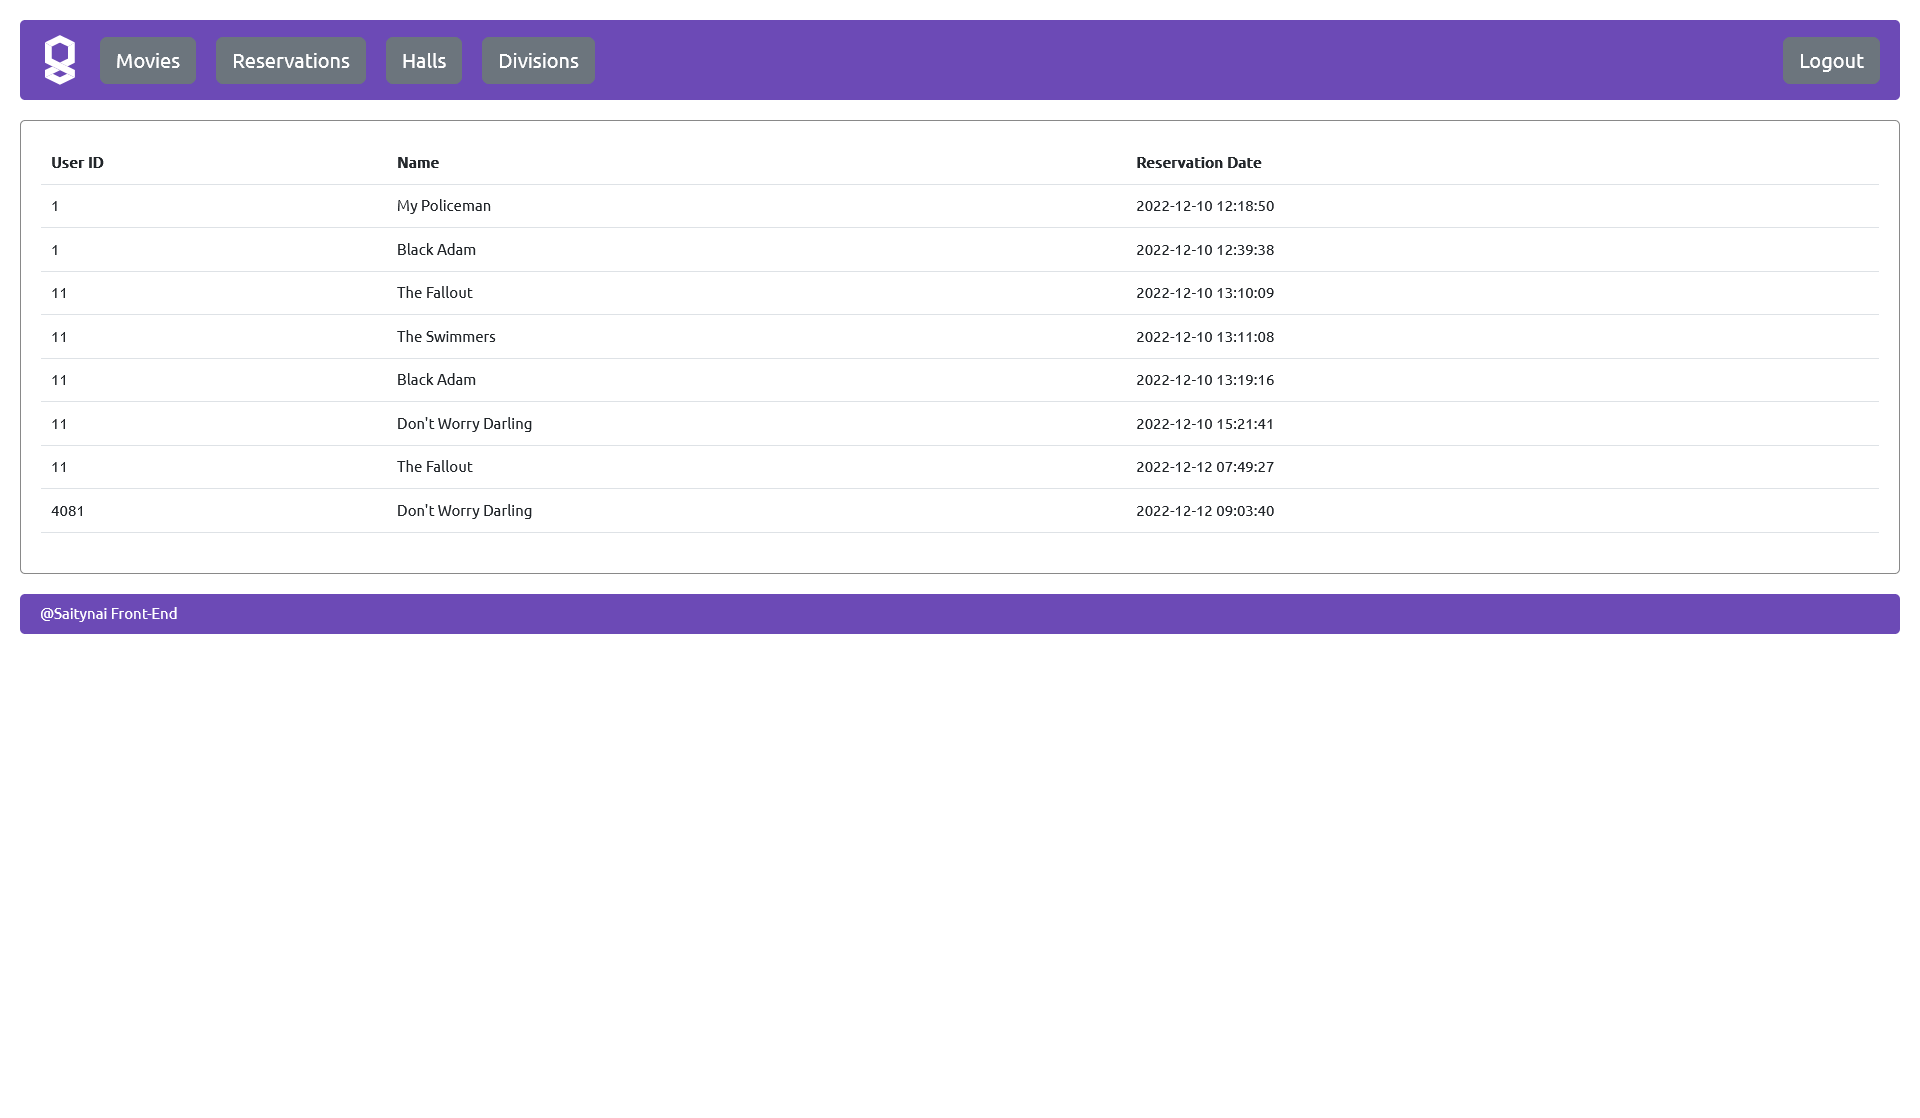 Movies Reservations Halls Divisions Logout
User ID Name Reservation Date
1 My Policeman 2022-12-10 12:18:50
1 Black Adam 2022-12-10 12:39:38
11 The Fallout 2022-12-10 13:10:09
11 The Swimmers 2022-12-10 13:11:08
11 Black Adam 2022-12-10 13:19:16
11 Don't Worry Darling 2022-12-10 15:21:41
11 The Fallout 2022-12-12 07:49:27
4081 Don't Worry Darling 2022-12-12 09:03:40
@Saitynai Front-End